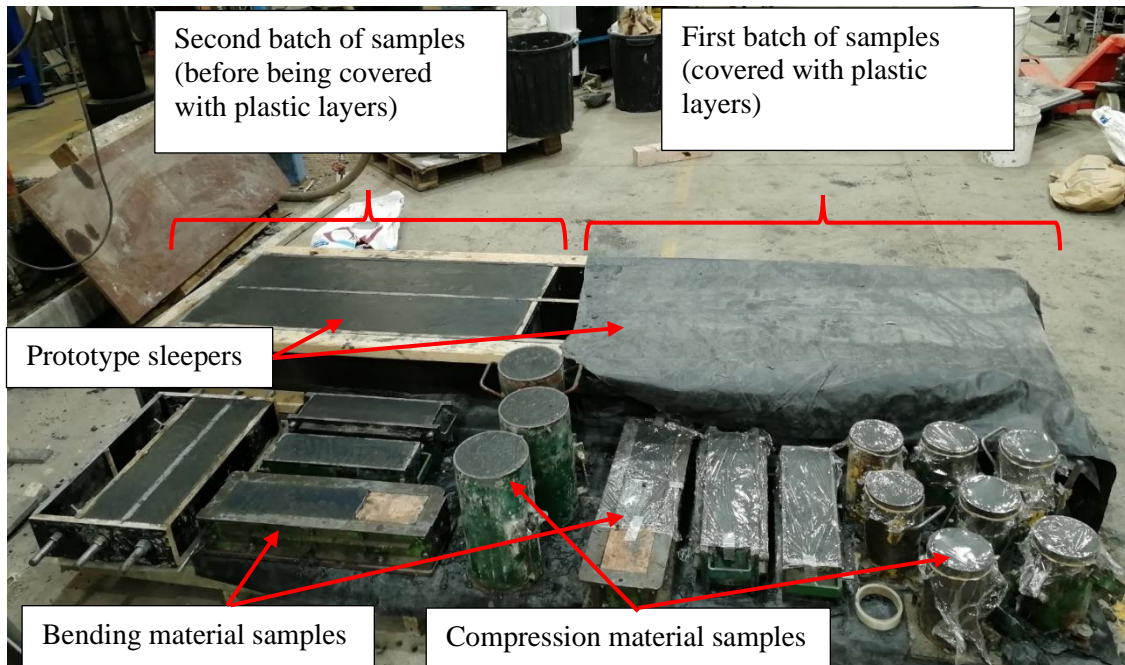 Second batch of samples
(before being covered
with plastic layers)
First batch of samples
(covered with plastic
layers)
Prototype sleepers
Bending material samples
Compression material samples